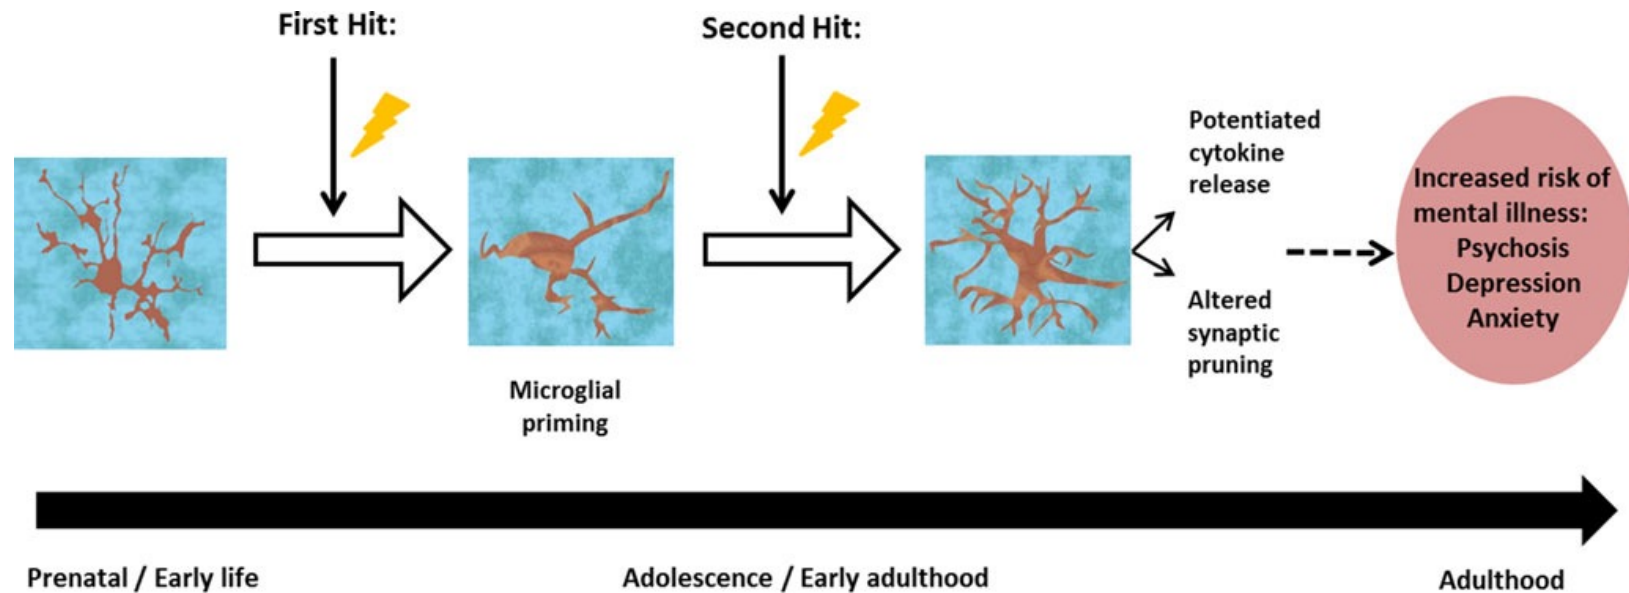 First Hit:
Second Hit:
Microglial
priming
Potentiated
cytokine
release
Altered
synaptic
pruning
Increased risk of
mental illness:
Psychosis
Depression
Anxiety
Prenatal / Early life
Adolescence / Early adulthood
Adulthood